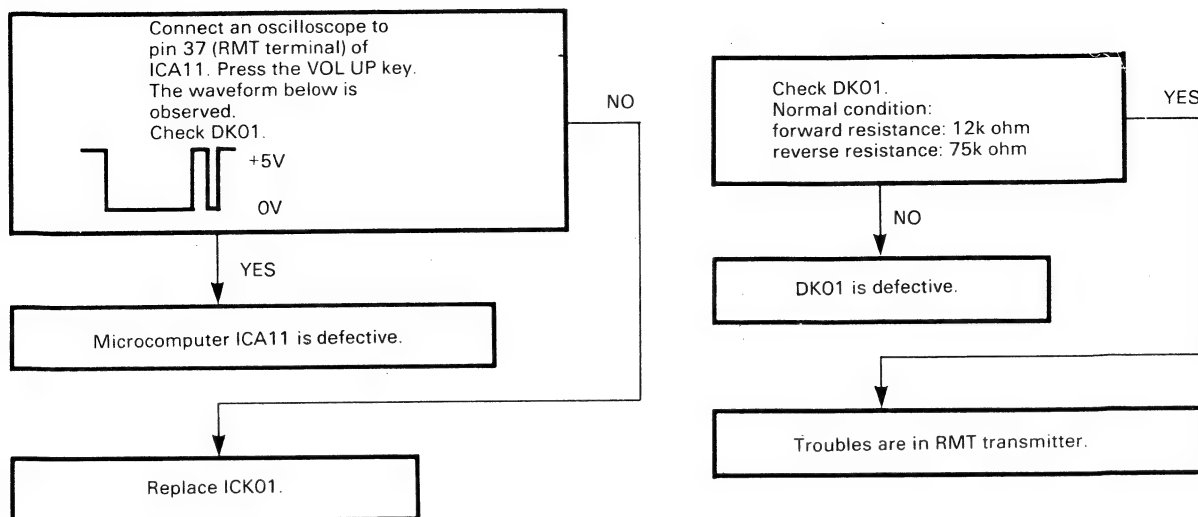 Connect an oscilloscope to
pin 37 (RMT terminal) of
ICA11. Press the VOL UP key.
The waveform below is
observed.
Check DK01.
+5V
0V
NO
YES
Microcomputer ICA11 is defective.
Replace ICK01.
Check DK01.
Normal condition:
forward resistance: 12k ohm
reverse resistance: 75k ohm
YES
NO
DK01 is defective.
Troubles are in RMT transmitter.